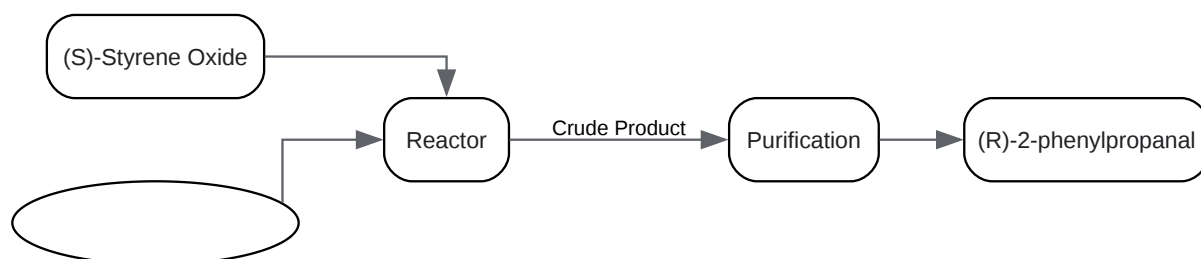 (S)-Styrene Oxide
Reactor
Crude Product
Purification
(R)-2-phenylpropanal